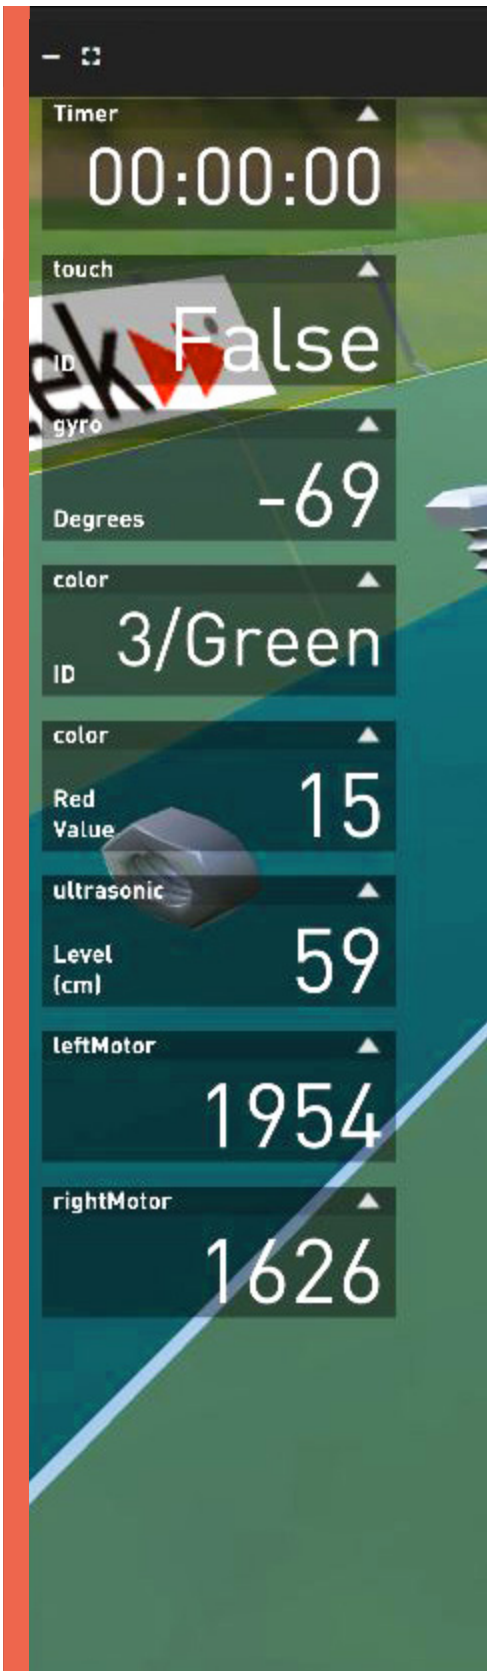 Timer
00:00:00
touch
ID
False
ek
gyro
Degrees
-69
color
ID
3/Green
color
Red
Value
15
ultrasonic
Level
(cm)
59
leftMotor
1954
rightMotor
1626